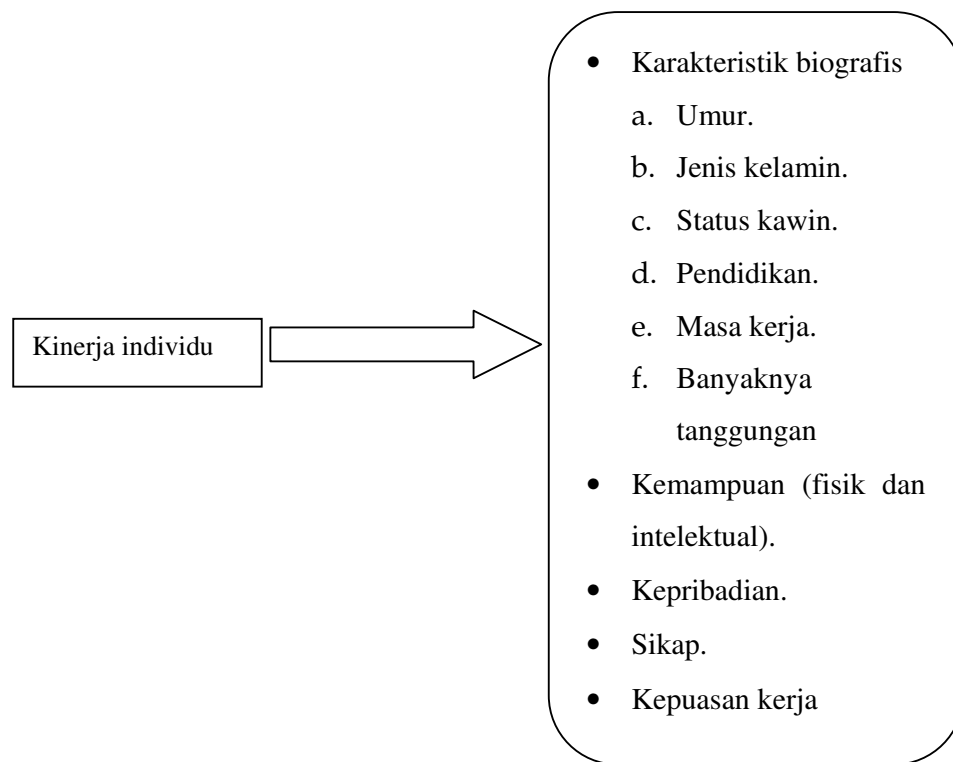 Kinerja individu
• Karakteristik biografis
a. Umur.
b. Jenis kelamin.
c. Status kawin.
d. Pendidikan.
e. Masa kerja.
f. Banyaknya
tanggungan
• Kemampuan (fisik dan
intelektual).
• Kepribadian.
• Sikap.
• Kepuasan kerja